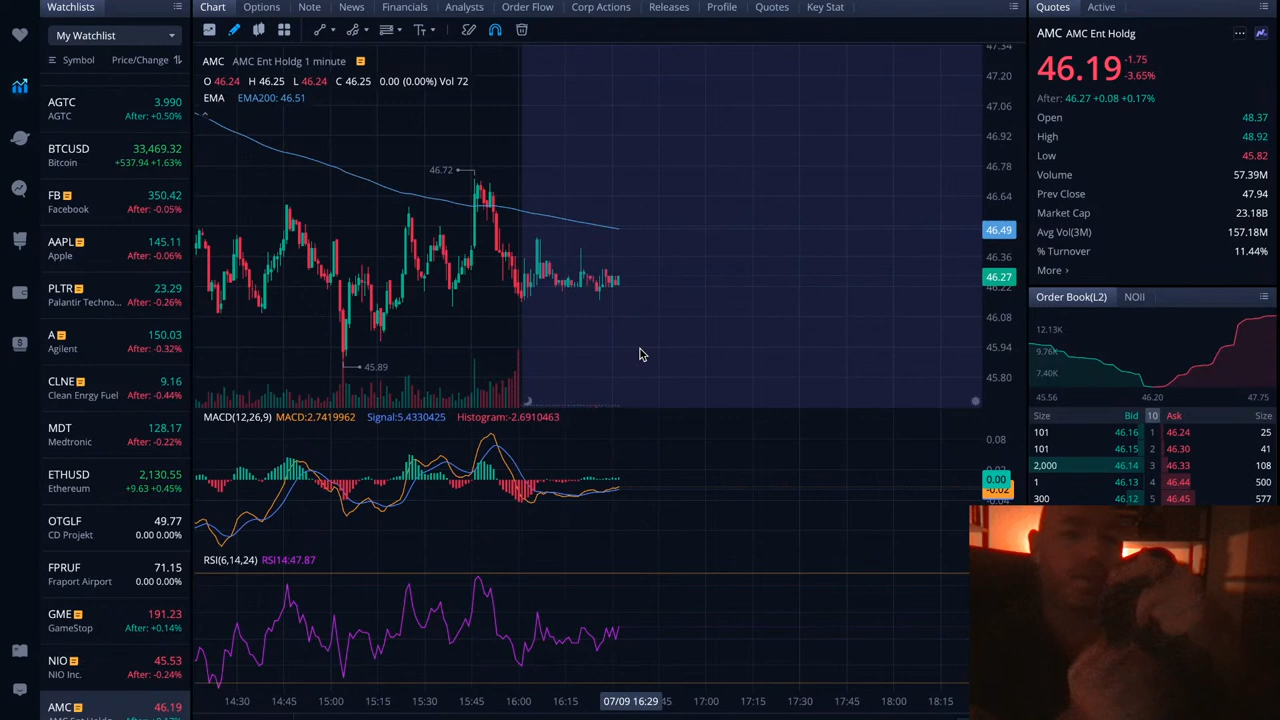 Watchlists
My Watchlist
Symbol Price/Change
AGTC 3.990
AGTC After: +0.50%
BTCUSD 33,469.32
Bitcoin +537.94 +1.63%
FB 350.42
Facebook After: -0.05%
AAPL 145.11
Apple After: -0.06%
PLTR 23.29
Palantir Techno... After: -0.26%
A 150.03
Agilent After: -0.32%
CLNE 9.16
Clean Enrgy Fuel After: -0.44%
MDT 128.17
Medtronic After: -0.22%
ETHUSD 2,130.55
Ethereum +9.63 +0.45%
OTGLF 49.77
CD Projekt 0.00 0.00%
FPRUF 71.15
Fraport Airport 0.00 0.00%
GME 191.23
GameStop After: +0.14%
NIO 45.53
NIO Inc. After: -0.24%
AMC 46.19
Chart Options Note News Financials Analysts Order Flow Corp Actions Releases Profile Quotes Key Stat
AMC AMC Ent Holdg 1 minute
O 46.24 H 46.25 L 46.24 C 46.25 0.00 (0.00%) Vol 72
EMA EMA200: 46.51
46.72
45.89
47.34
47.20
47.06
46.92
46.78
46.64
46.49
46.36
46.27
46.22
46.08
45.94
45.80
MACD(12,26,9) MACD:2.7419962 Signal:5.4330425 Histogram:-2.6910463
0.08
0.00
-0.02
RSI(6,14,24) RSI14:47.87
14:30 14:45 15:00 15:15 15:30 15:45 16:00 16:15 07/09 16:29 45 17:00 17:15 17:30 17:45 18:00 18:15
Quotes Active
AMC AMC Ent Holdg
46.19 -1.75
-3.65%
After: 46.27 +0.08 +0.17%
Open 48.37
High 48.92
Low 45.82
Volume 57.39M
Prev Close 47.94
Market Cap 23.18B
Avg Vol(3M) 157.18M
% Turnover 11.44%
More ›
Order Book(L2) NOII
12.13K
9.76K
7.40K
45.56 46.20 47.75
Size Bid 10 Ask Size
101 46.16 1 46.24 25
101 46.15 2 46.30 41
2,000 46.14 3 46.33 108
1 46.13 4 46.44 500
300 46.12 5 46.45 577